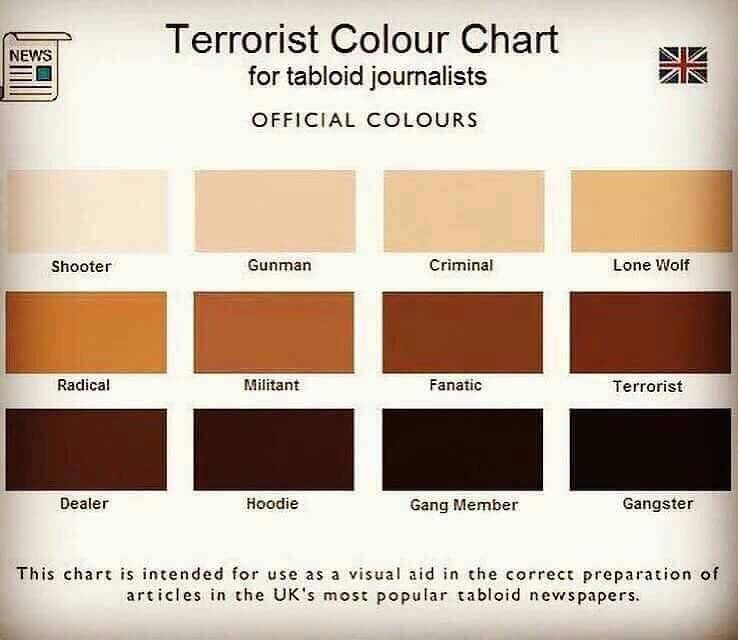 NEWS
Terrorist Colour Chart
for tabloid journalists
OFFICIAL COLOURS
Shooter
Gunman
Criminal
Lone Wolf
Radical
Militant
Fanatic
Terrorist
Dealer
Hoodie
Gang Member
Gangster
This chart is intended for use as a visual aid in the correct preparation of
articles in the UK's most popular tabloid newspapers.